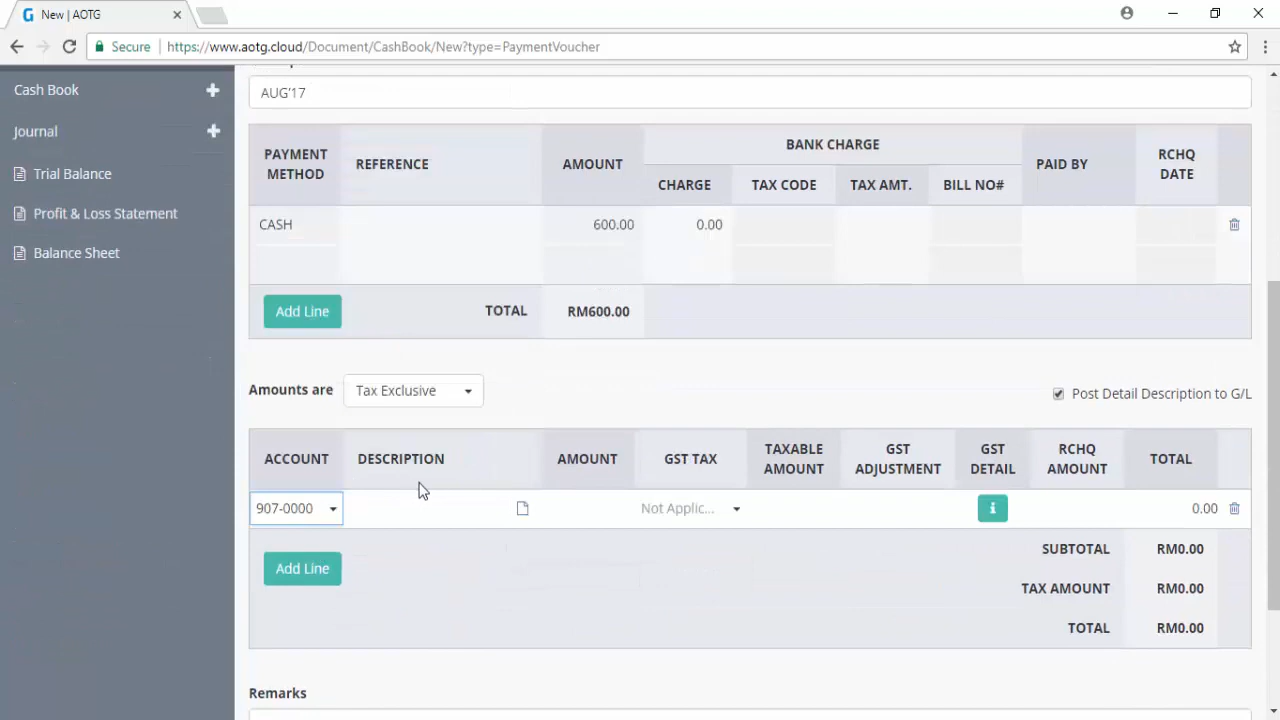 New | AOTG
Secure
https://www.aotg.cloud/Document/CashBook/New?type=PaymentVoucher
Cash Book
Journal
Trial Balance
Profit & Loss Statement
Balance Sheet
AUG'17
PAYMENT METHOD REFERENCE AMOUNT BANK CHARGE PAID BY RCHQ DATE
CHARGE TAX CODE TAX AMT. BILL NO#
CASH 600.00 0.00
Add Line TOTAL RM600.00
Amounts are Tax Exclusive Post Detail Description to G/L
ACCOUNT DESCRIPTION AMOUNT GST TAX TAXABLE AMOUNT GST ADJUSTMENT GST DETAIL RCHQ AMOUNT TOTAL
907-0000 Not Applic... 0.00
SUBTOTAL RM0.00
Add Line
TAX AMOUNT RM0.00
TOTAL RM0.00
Remarks